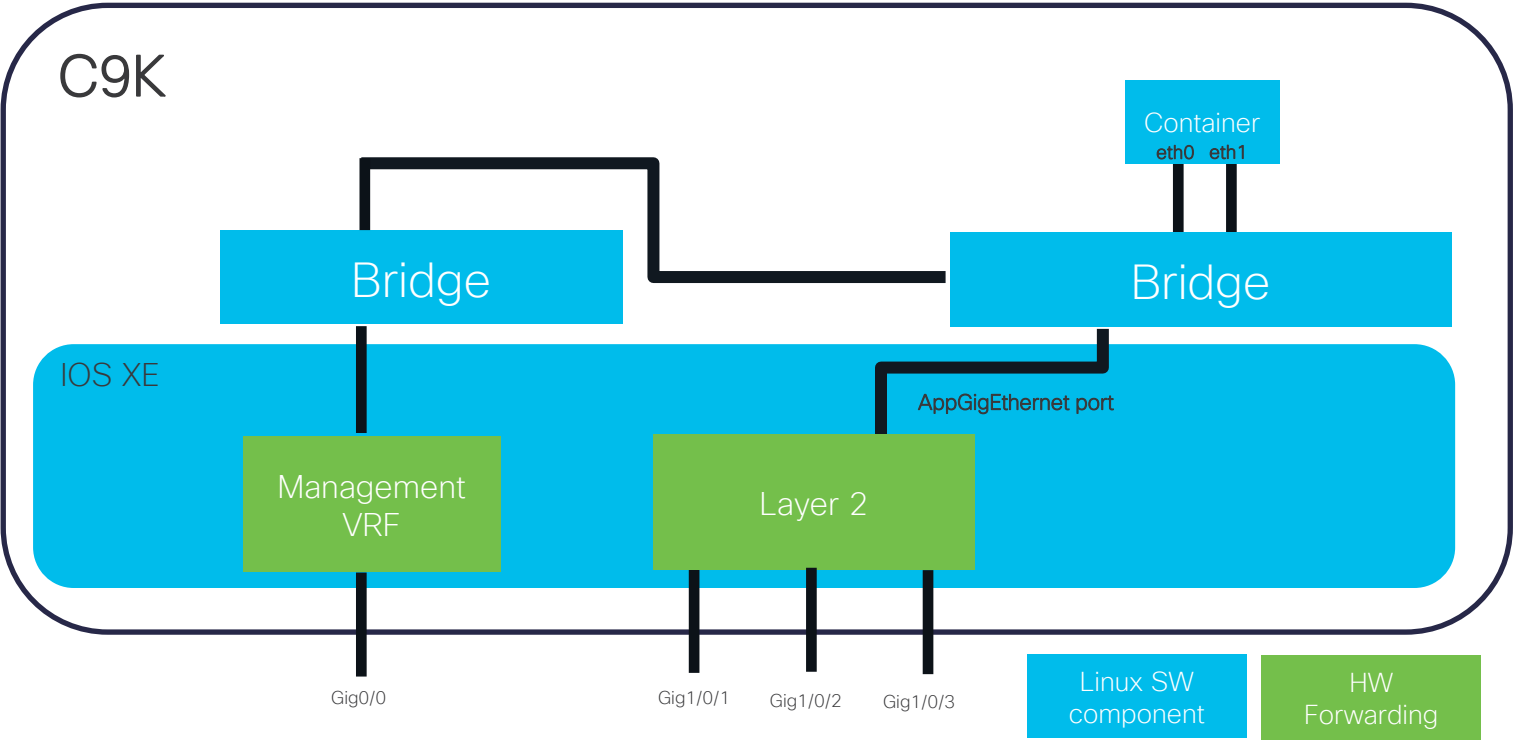 C9K
Container
eth0 eth1
Bridge
Bridge
IOS XE
AppGigEthernet port
Management
VRF
Layer 2
Gig0/0
Gig1/0/1
Gig1/0/2
Gig1/0/3
Linux SW
component
HW
Forwarding